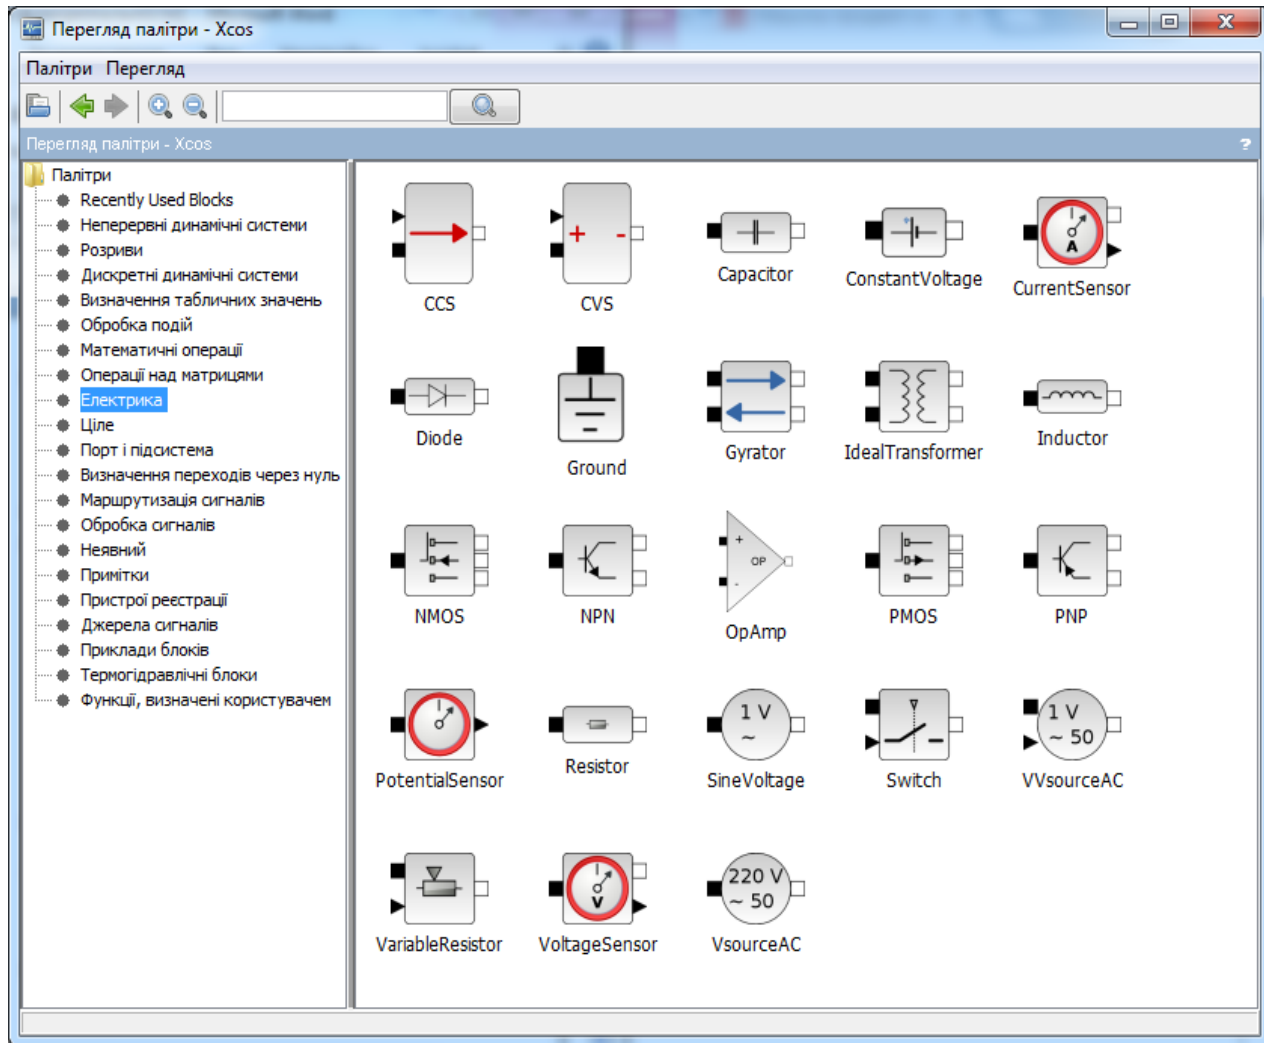 Перегляд палітри - Xcos
Палітри Перегляд
Перегляд палітри - Xcos ?
Палітри
Recently Used Blocks
Неперервні динамічні системи
Розриви
Дискретні динамічні системи
Визначення табличних значень
Обробка подій
Математичні операції
Операції над матрицями
Електрика
Ціле
Порт і підсистема
Визначення переходів через нуль
Маршрутизація сигналів
Обробка сигналів
Неявний
Примітки
Пристрої реєстрації
Джерела сигналів
Приклади блоків
Термогідравлічні блоки
Функції, визначені користувачем
+ -
I
A
CCS CVS Capacitor ConstantVoltage CurrentSensor
Diode Ground Gyrator IdealTransformer Inductor
+
OP
-
NMOS NPN OpAmp PMOS PNP
I
1 V
~
1 V
~ 50
PotentialSensor Resistor SineVoltage Switch VVsourceAC
I
V
220 V
~ 50
VariableResistor VoltageSensor VsourceAC